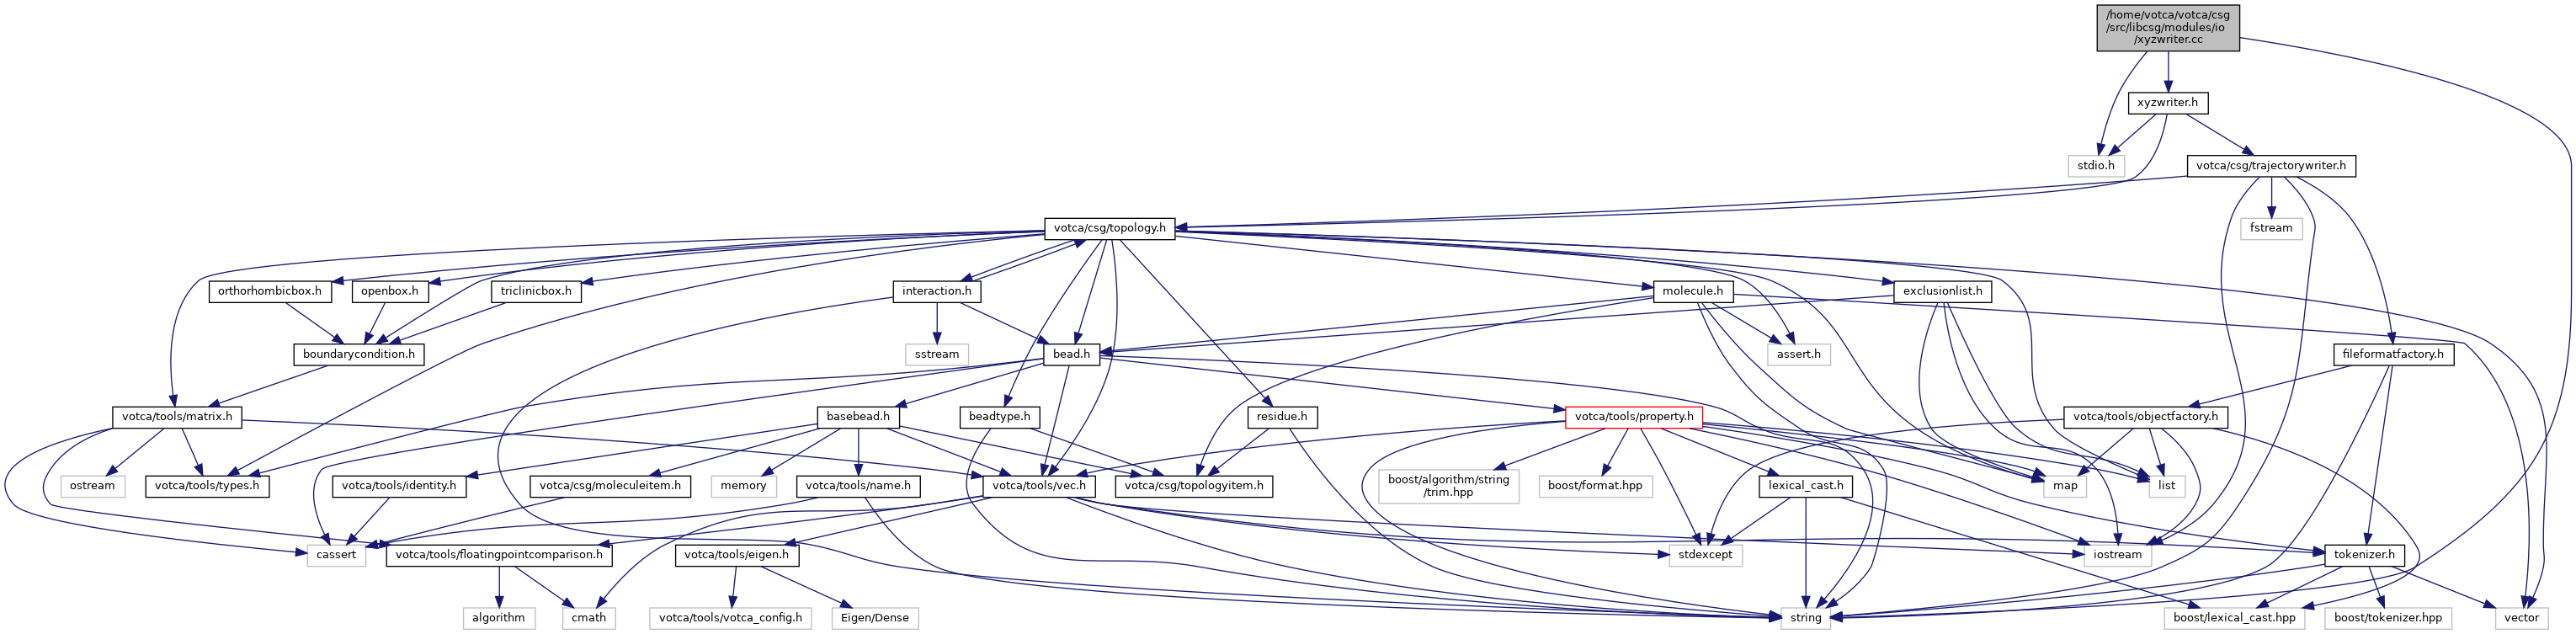 /home/votca/votca/csg
/src/libcsg/modules/io
/xyzwriter.cc
xyzwriter.h
stdio.h
votca/csg/trajectorywriter.h
votca/csg/topology.h
fstream
orthorhombicbox.h
openbox.h
triclinicbox.h
interaction.h
molecule.h
exclusionlist.h
boundarycondition.h
sstream
bead.h
assert.h
fileformatfactory.h
votca/tools/matrix.h
basebead.h
beadtype.h
residue.h
votca/tools/property.h
votca/tools/objectfactory.h
ostream
votca/tools/types.h
votca/tools/identity.h
votca/csg/moleculeitem.h
memory
votca/tools/name.h
votca/tools/vec.h
votca/csg/topologyitem.h
boost/algorithm/string
/trim.hpp
boost/format.hpp
lexical_cast.h
map
list
cassert
votca/tools/floatingpointcomparison.h
votca/tools/eigen.h
stdexcept
iostream
tokenizer.h
algorithm
cmath
votca/tools/votca_config.h
Eigen/Dense
string
boost/lexical_cast.hpp
boost/tokenizer.hpp
vector